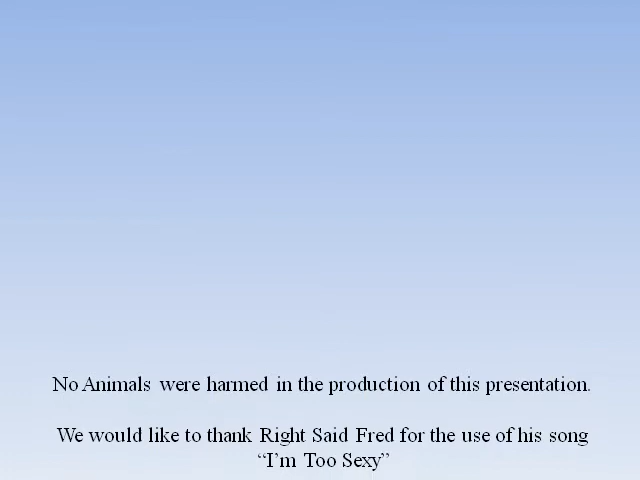 No Animals were harmed in the production of this presentation.
We would like to thank Right Said Fred for the use of his song
“I’m Too Sexy”